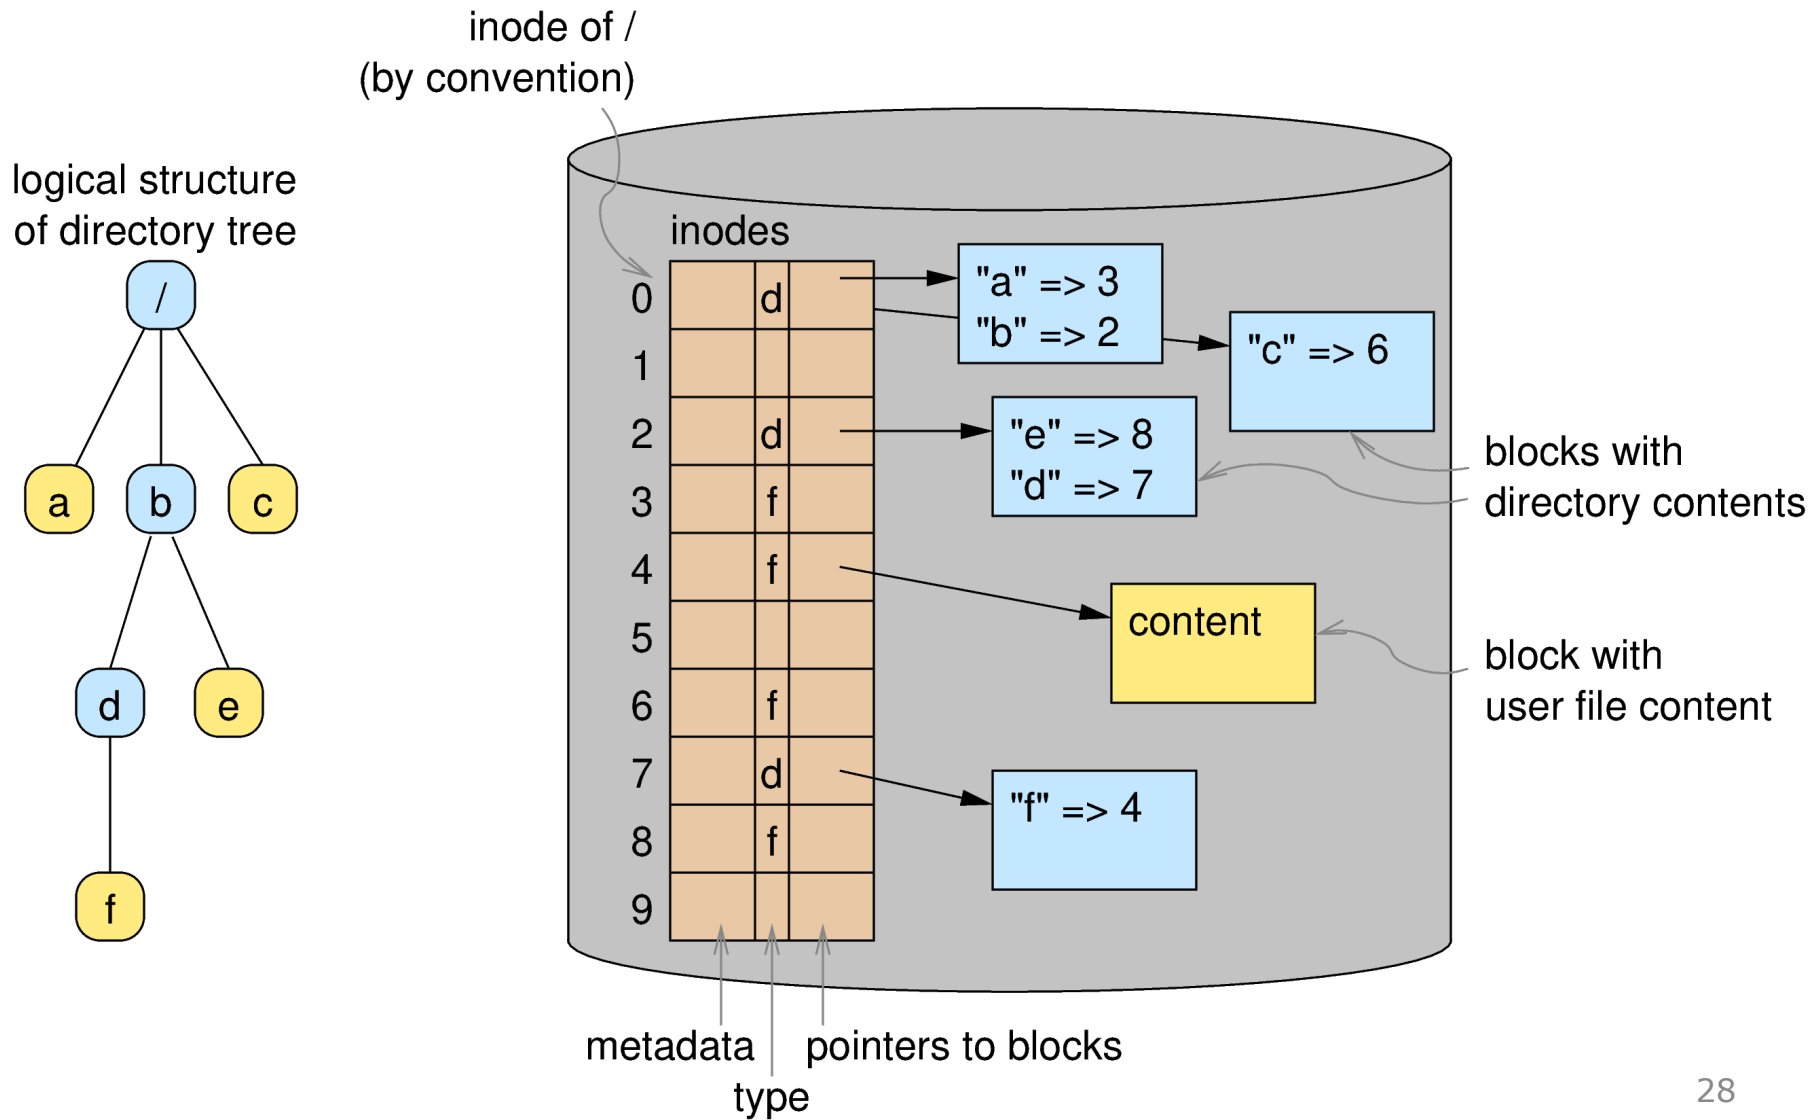 inode of /
(by convention)
logical structure
of directory tree
/
a
b
c
d
e
f
inodes
0
d
1
2
d
3
f
4
f
5
6
f
7
d
8
f
9
"a" => 3
"b" => 2
"c" => 6
"e" => 8
"d" => 7
content
"f" => 4
blocks with
directory contents
block with
user file content
metadata
type
pointers to blocks
28